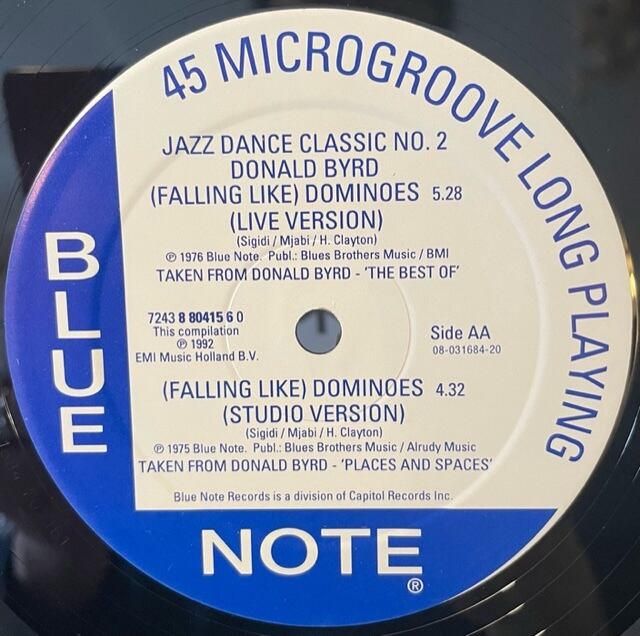 45 MICROGROOVE LONG PLAYING
JAZZ DANCE CLASSIC NO. 2
DONALD BYRD
(FALLING LIKE) DOMINOES 5.28
(LIVE VERSION)
(Sigidi / Mjabi / H. Clayton)
℗ 1976 Blue Note. Publ.: Blues Brothers Music / BMI
TAKEN FROM DONALD BYRD - 'THE BEST OF'
7243 8 80415 6 0
This compilation
℗ 1992
EMI Music Holland B.V.
Side AA
08-031684-20
(FALLING LIKE) DOMINOES 4.32
(STUDIO VERSION)
(Sigidi / Mjabi / H. Clayton)
℗ 1975 Blue Note. Publ.: Blues Brothers Music / Alrudy Music
TAKEN FROM DONALD BYRD - 'PLACES AND SPACES'
Blue Note Records is a division of Capitol Records Inc.
BLUE
NOTE®